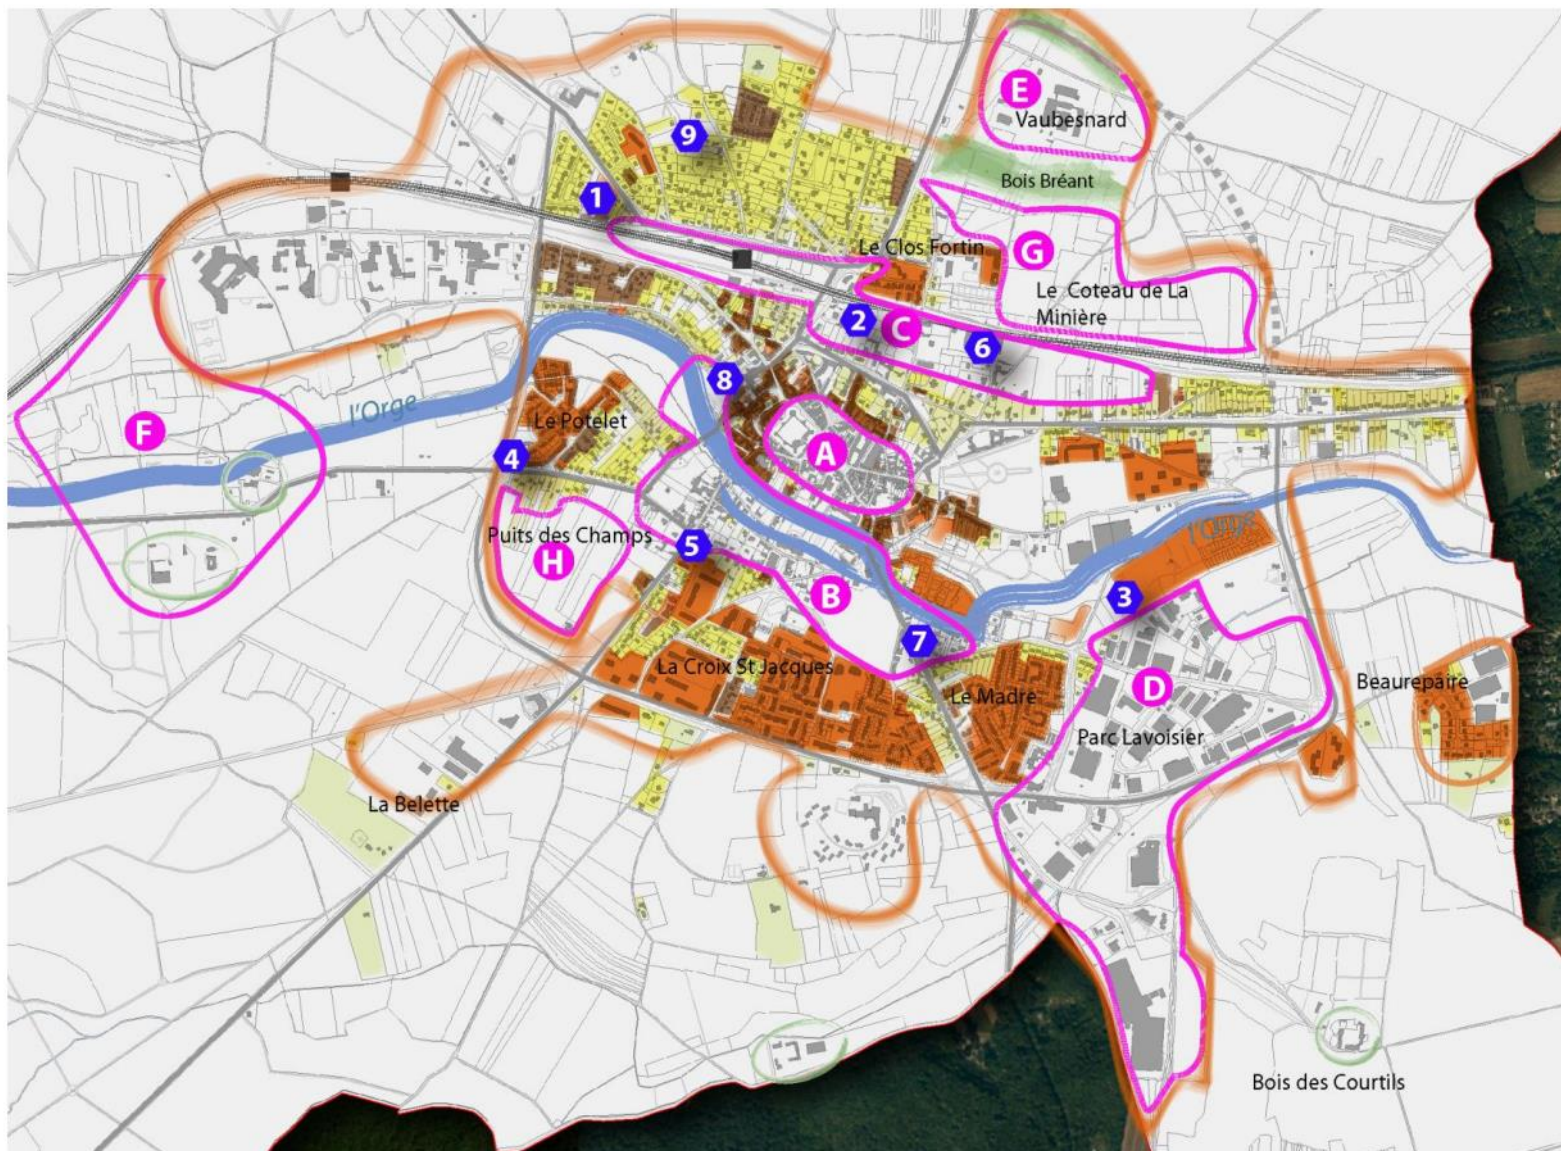 E
Vaubesnard
9
Bois Bréant
1
Le Clos Fortin
G
Le Coteau de La
Minière
2
C
6
8
l'Orge
Le Potelet
F
4
A
l'Orge
Puits des Champs
5
H
B
3
7
La Croix St Jacques
Le Madre
D
Beaurepaire
Parc Lavoisier
La Belette
Bois des Courtils